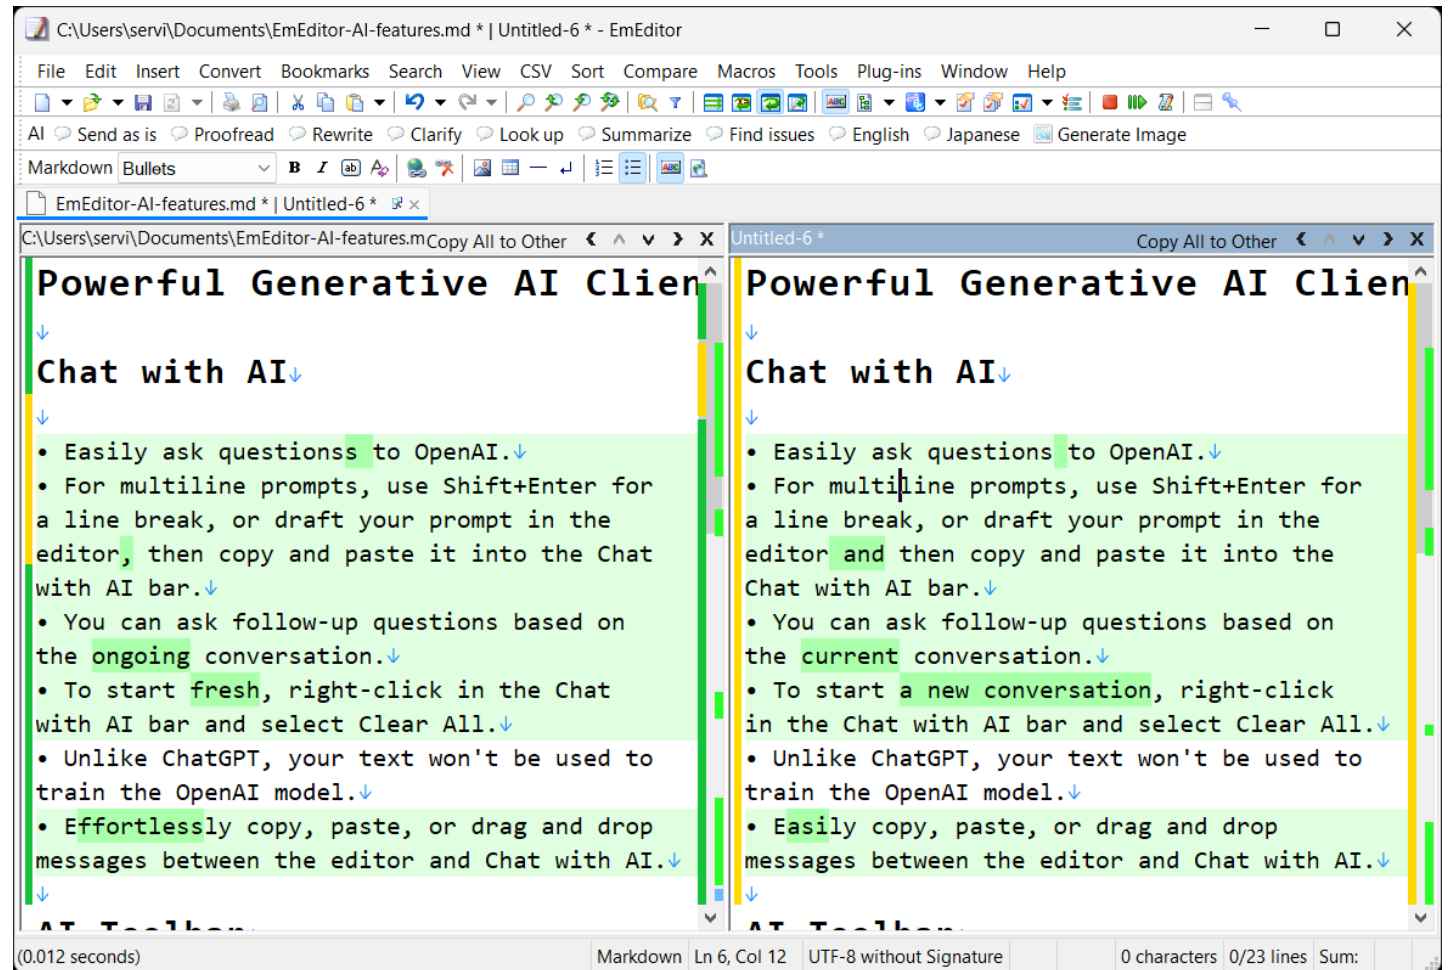 C:\Users\servi\Documents\EmEditor-AI-features.md * | Untitled-6 * - EmEditor
File Edit Insert Convert Bookmarks Search View CSV Sort Compare Macros Tools Plug-ins Window Help
AI Send as is Proofread Rewrite Clarify Look up Summarize Find issues English Japanese Generate Image
Markdown Bullets B I ab A ABC
EmEditor-AI-features.md * | Untitled-6 *
C:\Users\servi\Documents\EmEditor-AI-features.m Copy All to Other
Powerful Generative AI Clien
Chat with AI
• Easily ask questionss to OpenAI.
• For multiline prompts, use Shift+Enter for
a line break, or draft your prompt in the
editor, then copy and paste it into the Chat
with AI bar.
• You can ask follow-up questions based on
the ongoing conversation.
• To start fresh, right-click in the Chat
with AI bar and select Clear All.
• Unlike ChatGPT, your text won't be used to
train the OpenAI model.
• Effortlessly copy, paste, or drag and drop
messages between the editor and Chat with AI.
AI Toolbar
Untitled-6 * Copy All to Other
Powerful Generative AI Clien
Chat with AI
• Easily ask questions to OpenAI.
• For multiline prompts, use Shift+Enter for
a line break, or draft your prompt in the
editor and then copy and paste it into the
Chat with AI bar.
• You can ask follow-up questions based on
the current conversation.
• To start a new conversation, right-click
in the Chat with AI bar and select Clear All.
• Unlike ChatGPT, your text won't be used to
train the OpenAI model.
• Easily copy, paste, or drag and drop
messages between the editor and Chat with AI.
AI Toolbar
(0.012 seconds) Markdown Ln 6, Col 12 UTF-8 without Signature 0 characters 0/23 lines Sum: